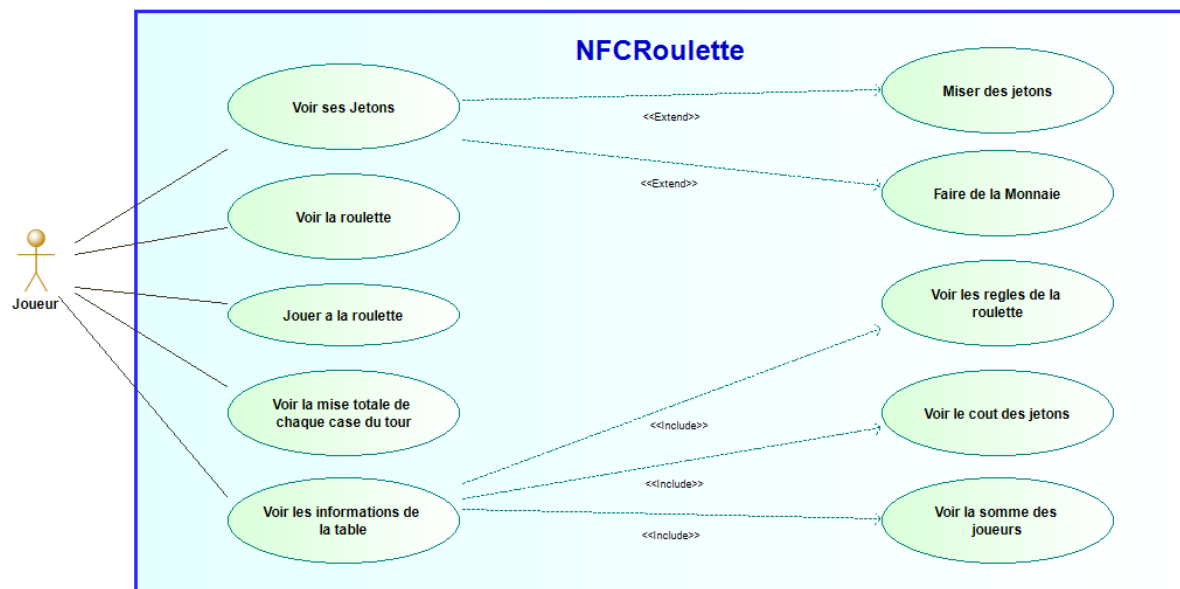 NFCRoulette
Voir ses Jetons
Miser des jetons
<<Extend>>
<<Extend>>
Faire de la Monnaie
Voir la roulette
Joueur
Jouer a la roulette
Voir les regles de la
roulette
Voir la mise totale de
chaque case du tour
<<Include>>
Voir le cout des jetons
<<Include>>
Voir les informations de
la table
<<Include>>
Voir la somme des
joueurs